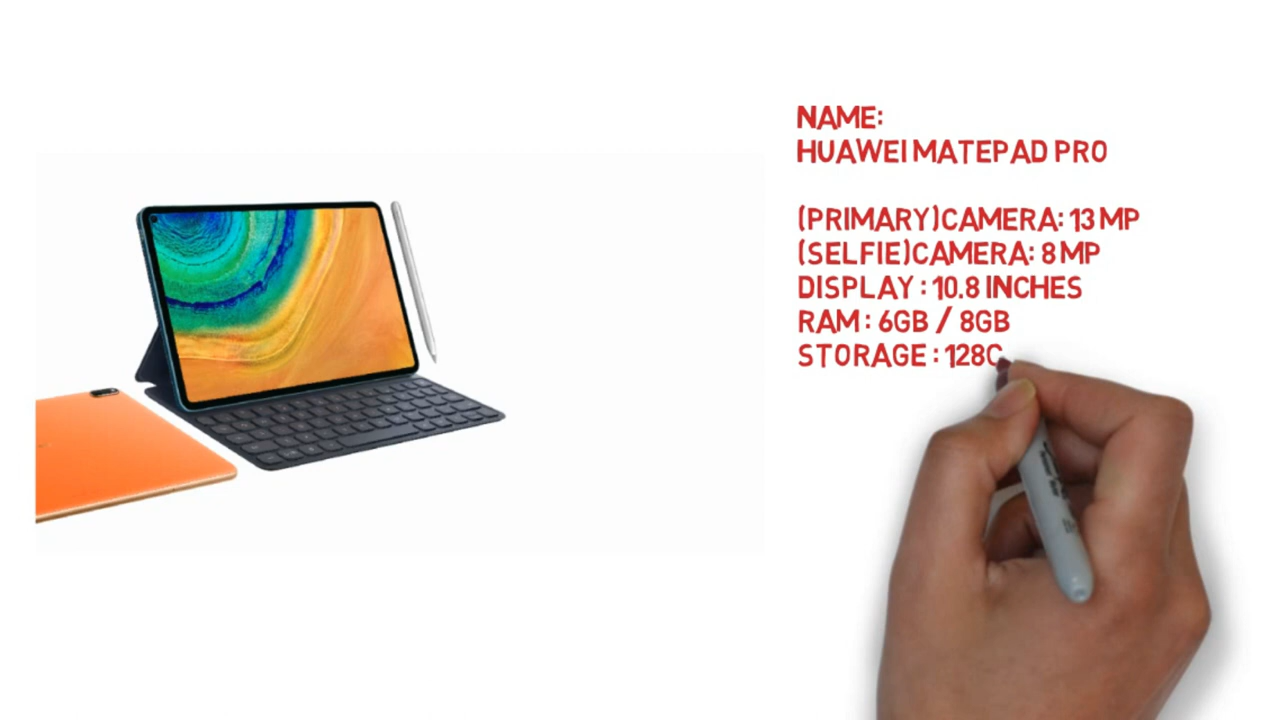 NAME:
HUAWEI MATEPAD PRO
(PRIMARY)CAMERA: 13 MP
(SELFIE)CAMERA: 8 MP
DISPLAY : 10.8 INCHES
RAM : 6GB / 8GB
STORAGE : 128